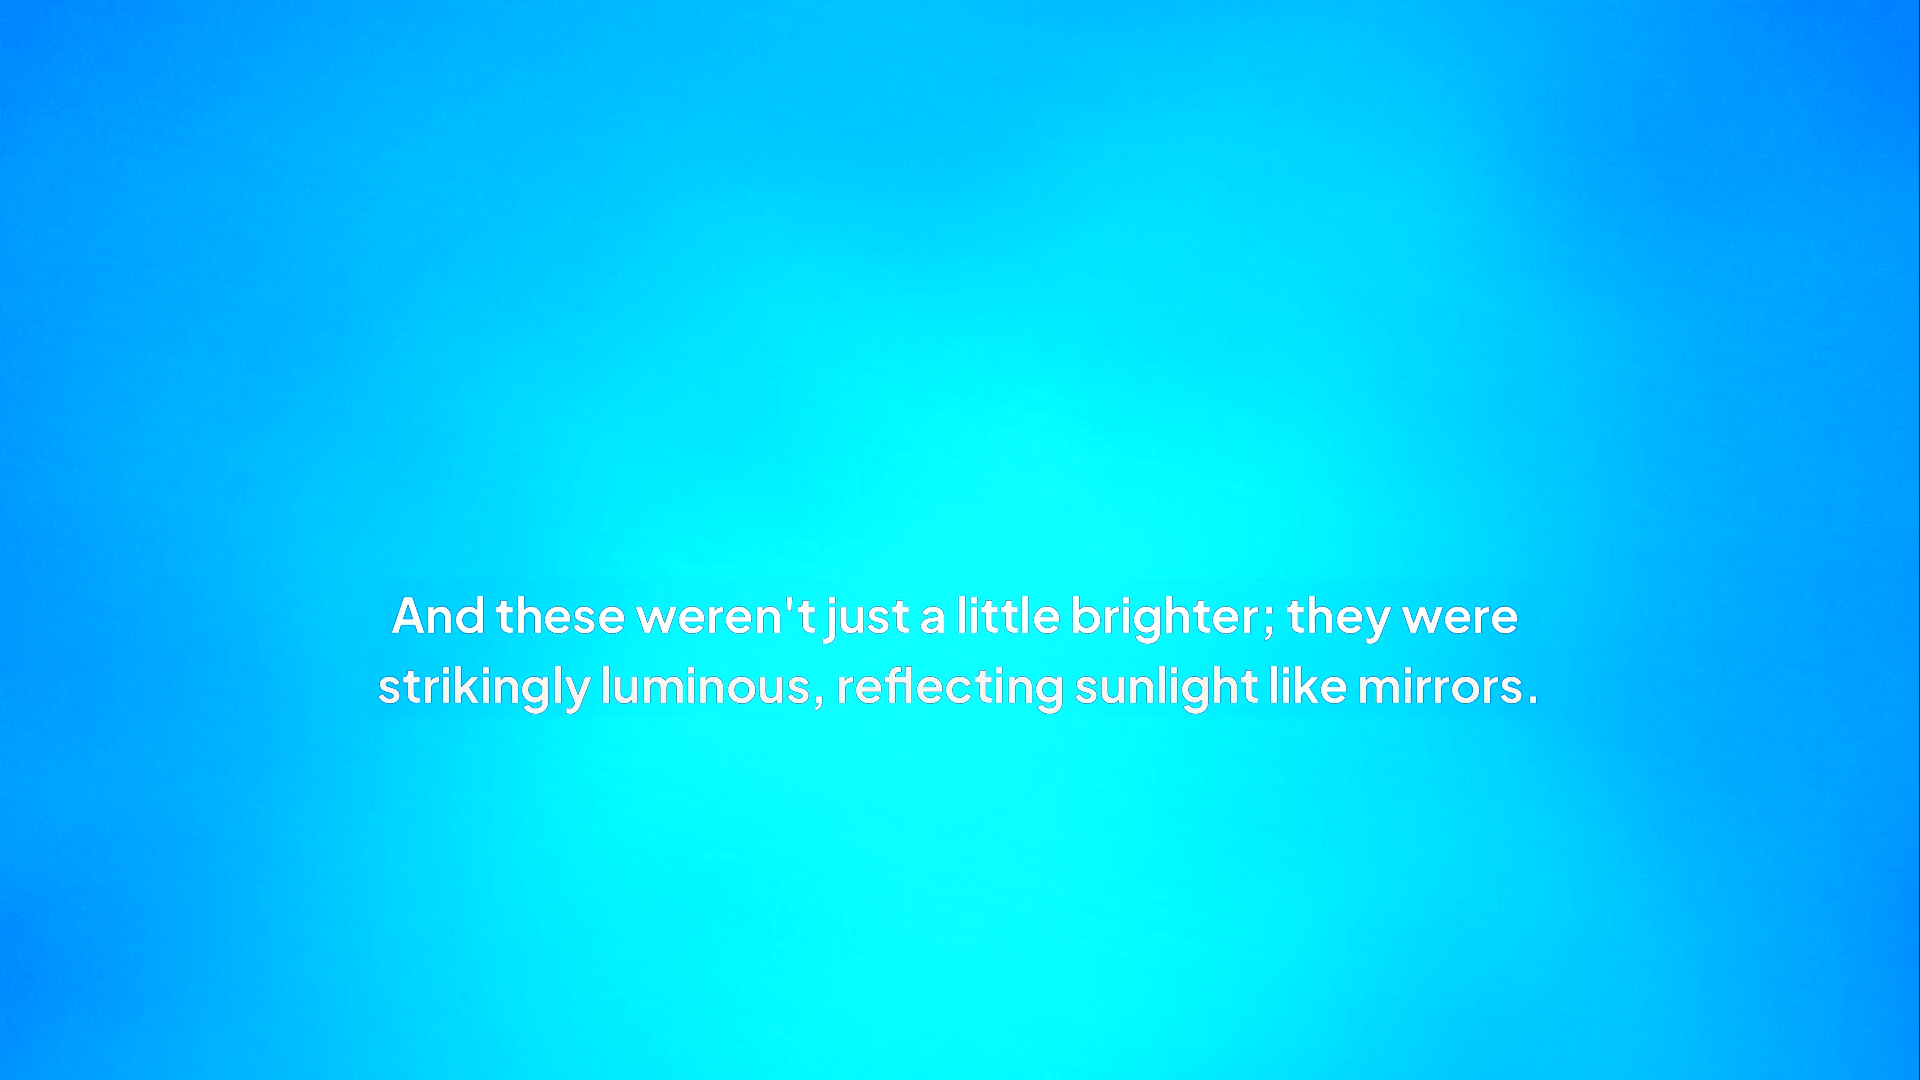 And these weren't just a little brighter; they were
strikingly luminous, reflecting sunlight like mirrors.